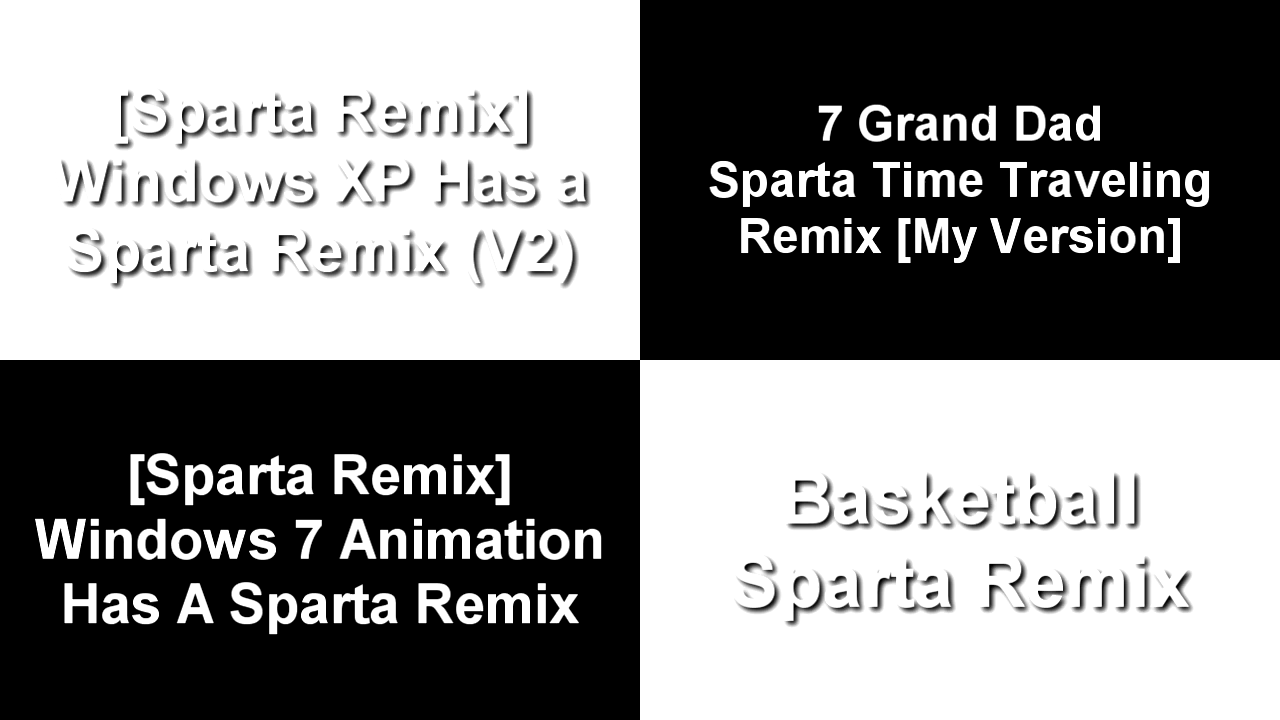 [Sparta Remix]
Windows XP Has a
Sparta Remix (V2)
7 Grand Dad
Sparta Time Traveling
Remix [My Version]
[Sparta Remix]
Windows 7 Animation
Has A Sparta Remix
Basketball
Sparta Remix